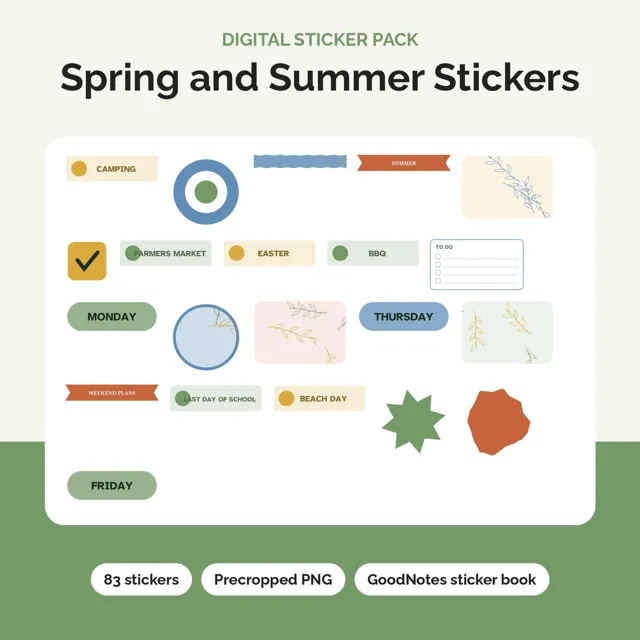 DIGITAL STICKER PACK
Spring and Summer Stickers
CAMPING
SUMMER
FARMERS MARKET
EASTER
BBQ
TO DO
MONDAY
THURSDAY
WEEKEND PLANS
LAST DAY OF SCHOOL
BEACH DAY
FRIDAY
83 stickers
Precropped PNG
GoodNotes sticker book